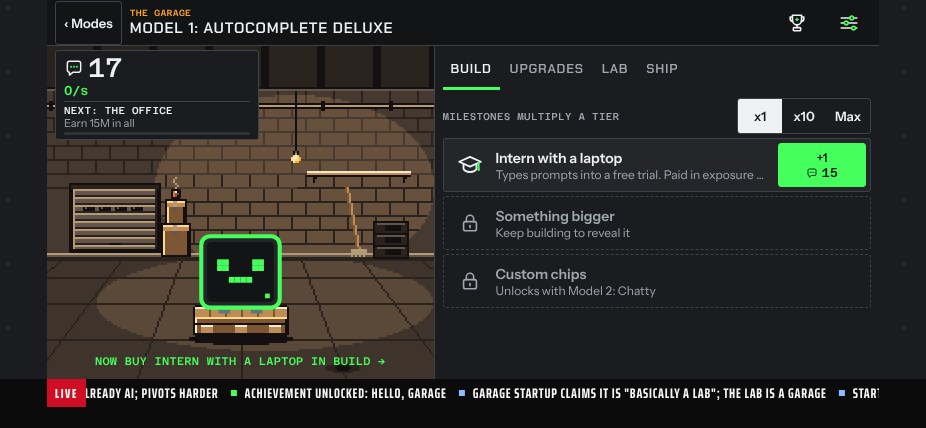 ‹ Modes
THE GARAGE
MODEL 1: AUTOCOMPLETE DELUXE
17
0/s
NEXT: THE OFFICE
Earn 15M in all
NOW BUY INTERN WITH A LAPTOP IN BUILD →
BUILD UPGRADES LAB SHIP
MILESTONES MULTIPLY A TIER
x1 x10 Max
Intern with a laptop
Types prompts into a free trial. Paid in exposure ...
+1
15
Something bigger
Keep building to reveal it
Custom chips
Unlocks with Model 2: Chatty
LIVE LREADY AI; PIVOTS HARDER ACHIEVEMENT UNLOCKED: HELLO, GARAGE GARAGE STARTUP CLAIMS IT IS "BASICALLY A LAB"; THE LAB IS A GARAGE START